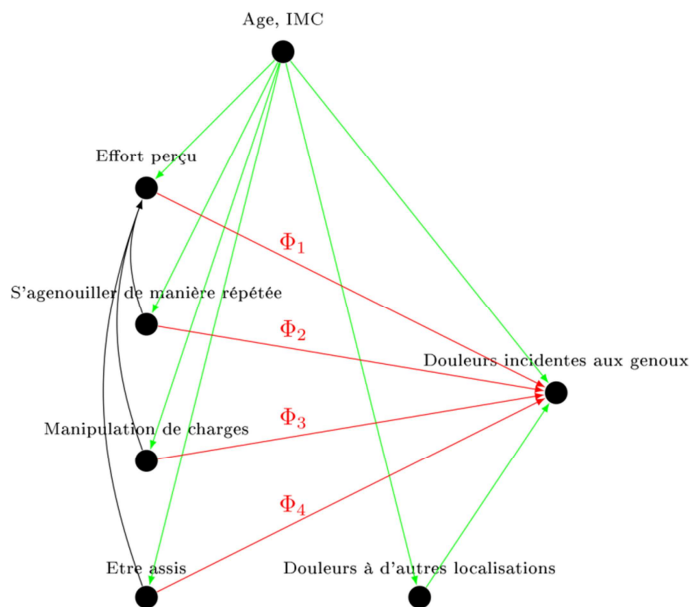 Age, IMC
Effort perçu
Φ1
S'agenouiller de manière répétée
Φ2
Douleurs incidentes aux genoux
Φ3
Manipulation de charges
Φ4
Etre assis
Douleurs à d'autres localisations